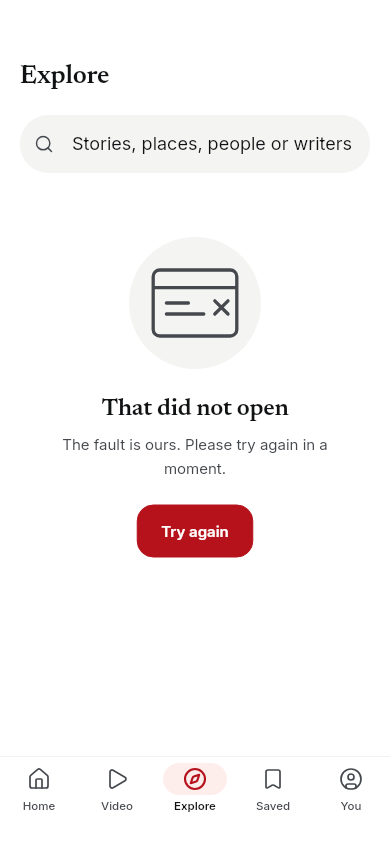 Explore
Stories, places, people or writers
That did not open
The fault is ours. Please try again in a
moment.
Try again
Home
Video
Explore
Saved
You